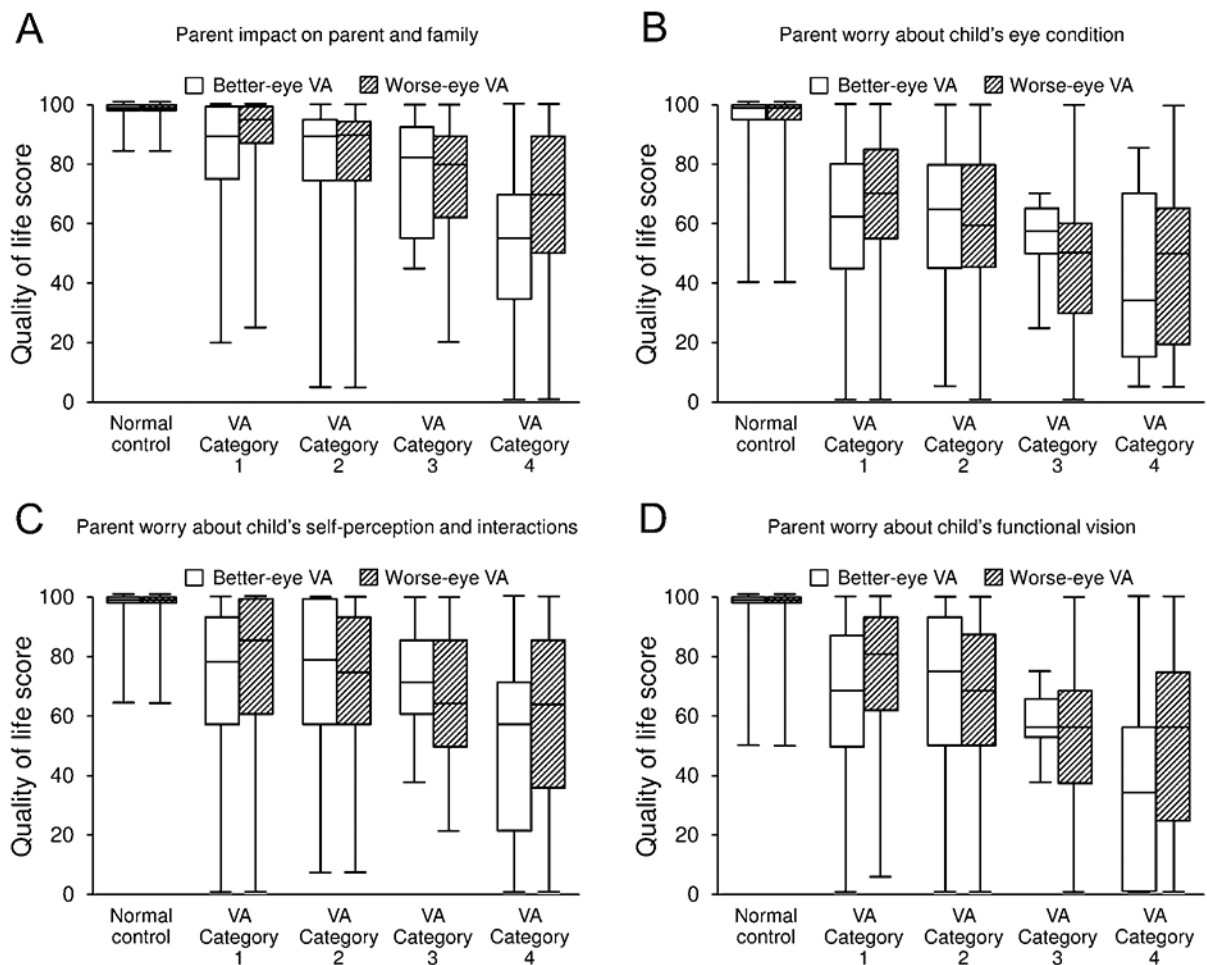 A
Parent impact on parent and family
Better-eye VA
Worse-eye VA
Quality of life score
100
80
60
40
20
0
Normal control
VA Category 1
VA Category 2
VA Category 3
VA Category 4
B
Parent worry about child's eye condition
Better-eye VA
Worse-eye VA
Quality of life score
100
80
60
40
20
0
Normal control
VA Category 1
VA Category 2
VA Category 3
VA Category 4
C
Parent worry about child's self-perception and interactions
Better-eye VA
Worse-eye VA
Quality of life score
100
80
60
40
20
0
Normal control
VA Category 1
VA Category 2
VA Category 3
VA Category 4
D
Parent worry about child's functional vision
Better-eye VA
Worse-eye VA
Quality of life score
100
80
60
40
20
0
Normal control
VA Category 1
VA Category 2
VA Category 3
VA Category 4